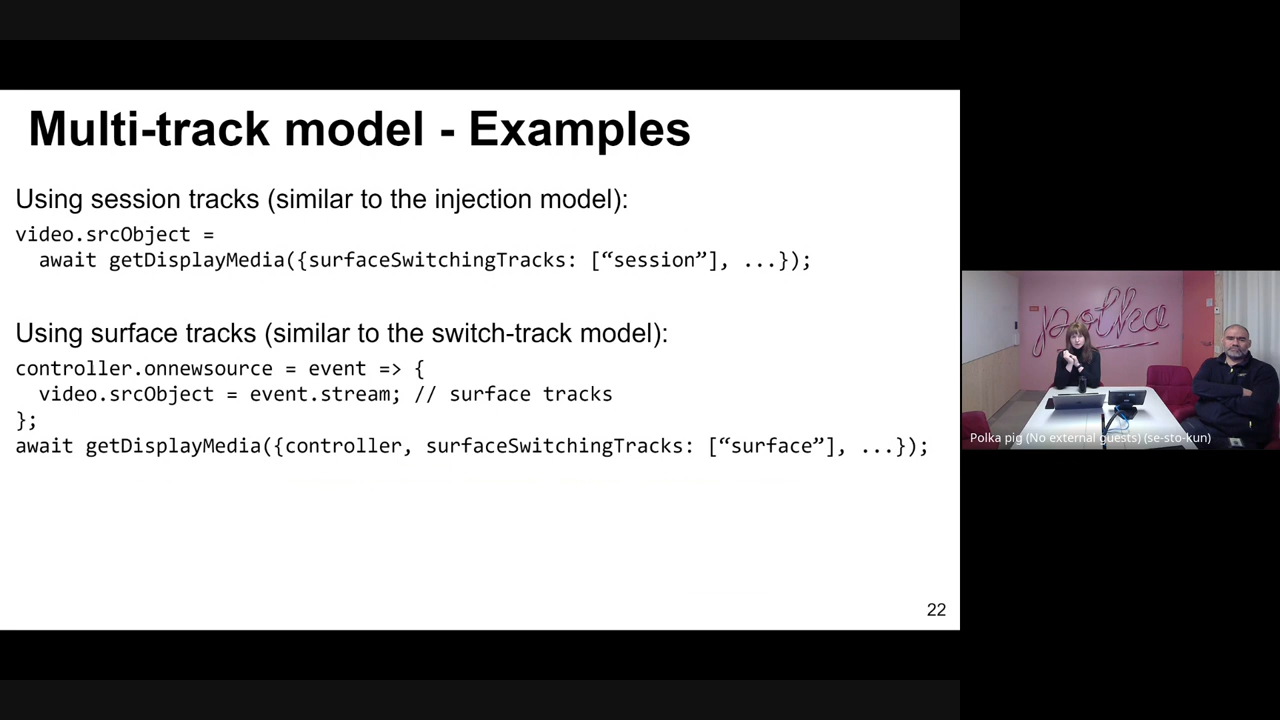 Multi-track model - Examples
Using session tracks (similar to the injection model):
video.srcObject =
  await getDisplayMedia({surfaceSwitchingTracks: [“session”], ...});
Using surface tracks (similar to the switch-track model):
controller.onnewsource = event => {
  video.srcObject = event.stream; // surface tracks
};
await getDisplayMedia({controller, surfaceSwitchingTracks: [“surface”], ...});
22
polka
Polka pig (No external guests) (se-sto-kun)